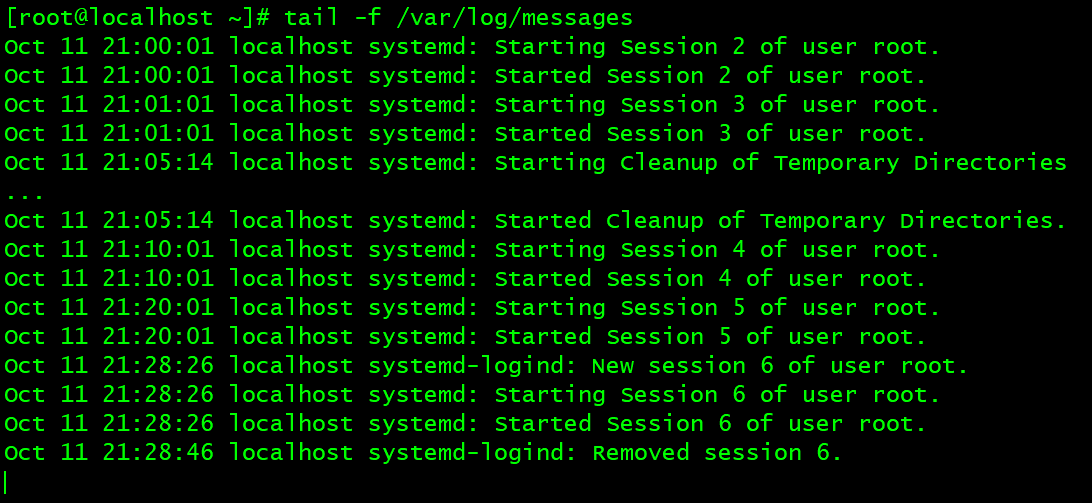 [root@localhost ~]# tail -f /var/log/messages
Oct 11 21:00:01 localhost systemd: Starting Session 2 of user root.
Oct 11 21:00:01 localhost systemd: Started Session 2 of user root.
Oct 11 21:01:01 localhost systemd: Starting Session 3 of user root.
Oct 11 21:01:01 localhost systemd: Started Session 3 of user root.
Oct 11 21:05:14 localhost systemd: Starting Cleanup of Temporary Directories
...
Oct 11 21:05:14 localhost systemd: Started Cleanup of Temporary Directories.
Oct 11 21:10:01 localhost systemd: Starting Session 4 of user root.
Oct 11 21:10:01 localhost systemd: Started Session 4 of user root.
Oct 11 21:20:01 localhost systemd: Starting Session 5 of user root.
Oct 11 21:20:01 localhost systemd: Started Session 5 of user root.
Oct 11 21:28:26 localhost systemd-logind: New session 6 of user root.
Oct 11 21:28:26 localhost systemd: Starting Session 6 of user root.
Oct 11 21:28:26 localhost systemd: Started Session 6 of user root.
Oct 11 21:28:46 localhost systemd-logind: Removed session 6.